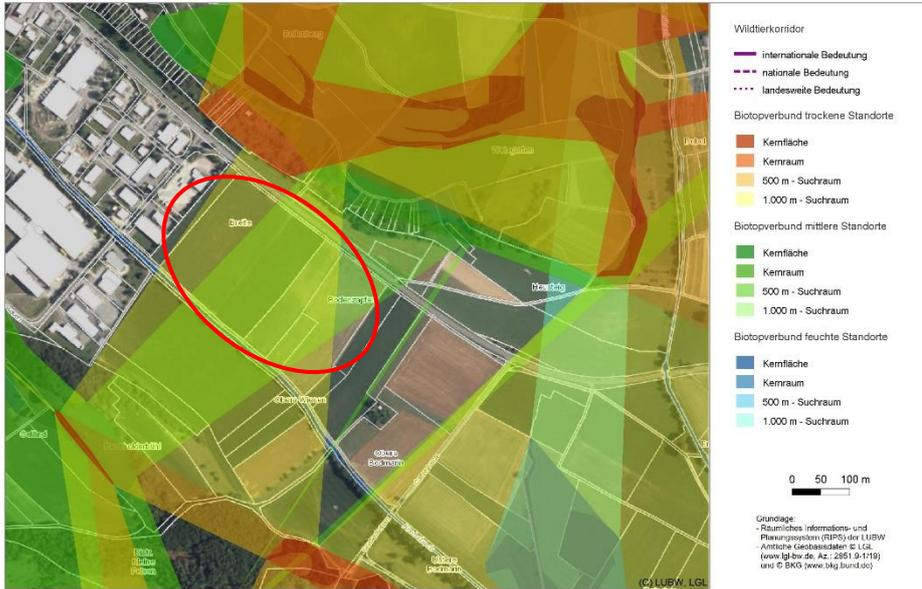 Breite
Obere
Bodmann
(C) LUBW, LGL
Wildtierkorridor
internationale Bedeutung
nationale Bedeutung
landesweite Bedeutung
Biotopverbund trockene Standorte
Kernfläche
Kernraum
500 m - Suchraum
1.000 m - Suchraum
Biotopverbund mittlere Standorte
Kernfläche
Kernraum
500 m - Suchraum
1.000 m - Suchraum
Biotopverbund feuchte Standorte
Kernfläche
Kernraum
500 m - Suchraum
1.000 m - Suchraum
0 50 100 m
Grundlage:
- Räumliches Informations- und
Planungssystem (RIPS) der LUBW
- Amtliche Geobasisdaten © LGL
(www.lgl-bw.de, Az.: 2851.9-1/19)
und © BKG (www.bkg.bund.de)